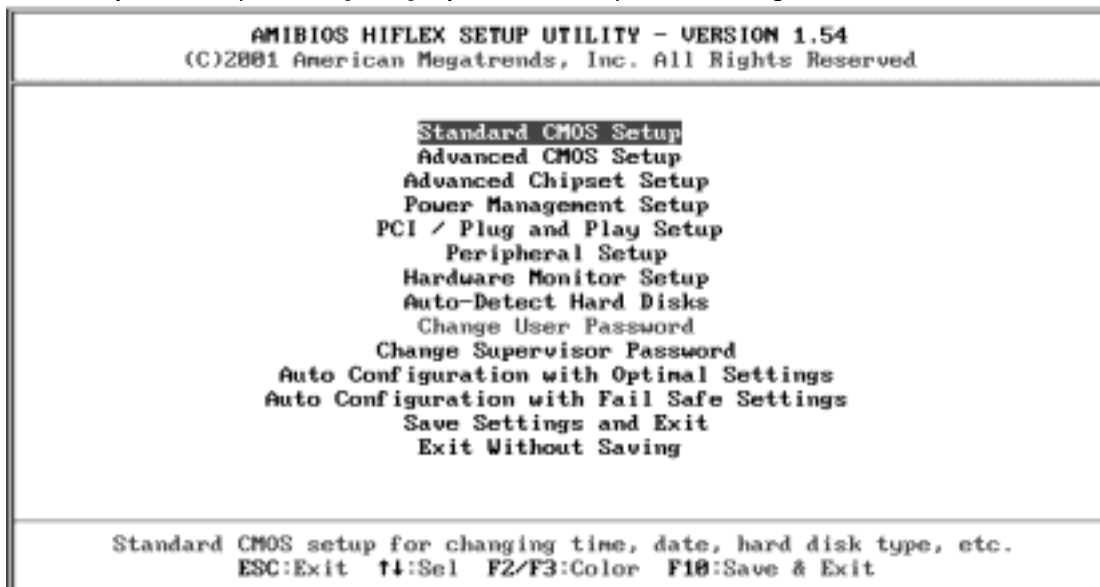 AMIBIOS HIFLEX SETUP UTILITY - VERSION 1.54
(C)2001 American Megatrends, Inc. All Rights Reserved
Standard CMOS Setup
Advanced CMOS Setup
Advanced Chipset Setup
Power Management Setup
PCI / Plug and Play Setup
Peripheral Setup
Hardware Monitor Setup
Auto-Detect Hard Disks
Change User Password
Change Supervisor Password
Auto Configuration with Optimal Settings
Auto Configuration with Fail Safe Settings
Save Settings and Exit
Exit Without Saving
Standard CMOS setup for changing time, date, hard disk type, etc.
ESC:Exit ↑↓:Sel F2/F3:Color F10:Save & Exit